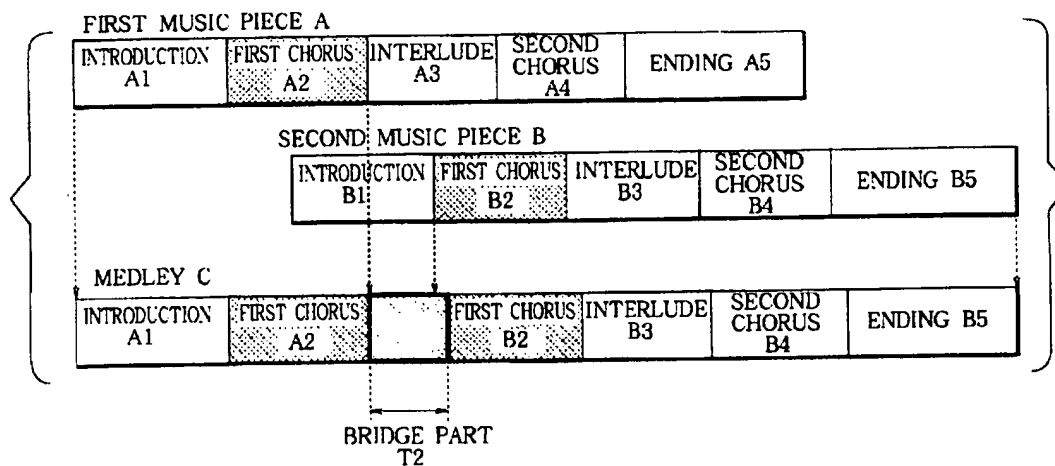 FIRST MUSIC PIECE A
INTRODUCTION FIRST CHORUS INTERLUDE SECOND CHORUS ENDING A5
A1 A2 A3 A4
SECOND MUSIC PIECE B
INTRODUCTION FIRST CHORUS INTERLUDE SECOND CHORUS ENDING B5
B1 B2 B3 B4
MEDLEY C
INTRODUCTION FIRST CHORUS INTERLUDE SECOND CHORUS ENDING B5
A1 A2 B2 B3 B4
BRIDGE PART
T2